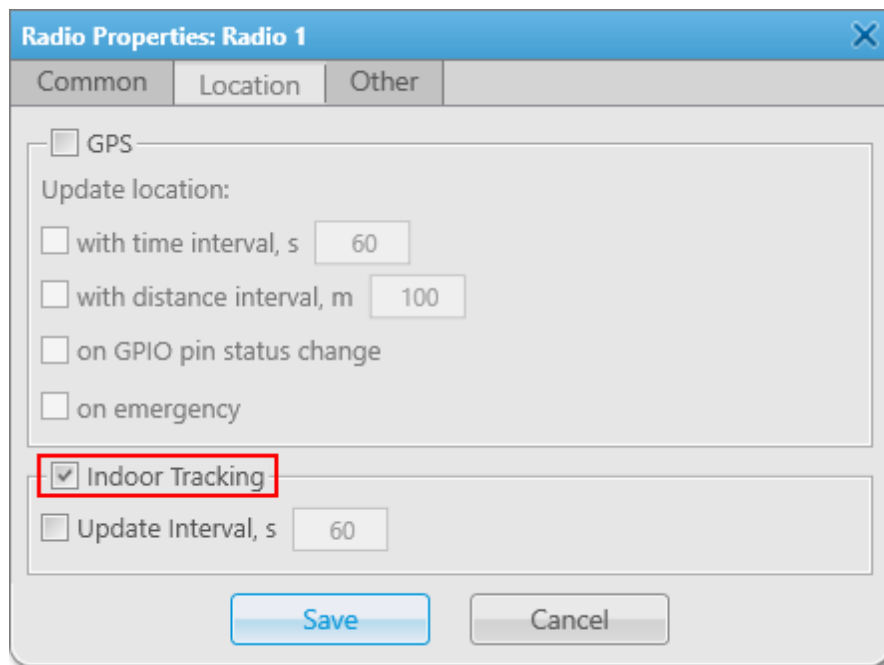 Radio Properties: Radio 1
Common Location Other
GPS
Update location:
with time interval, s 60
with distance interval, m 100
on GPIO pin status change
on emergency
Indoor Tracking
Update Interval, s 60
Save Cancel